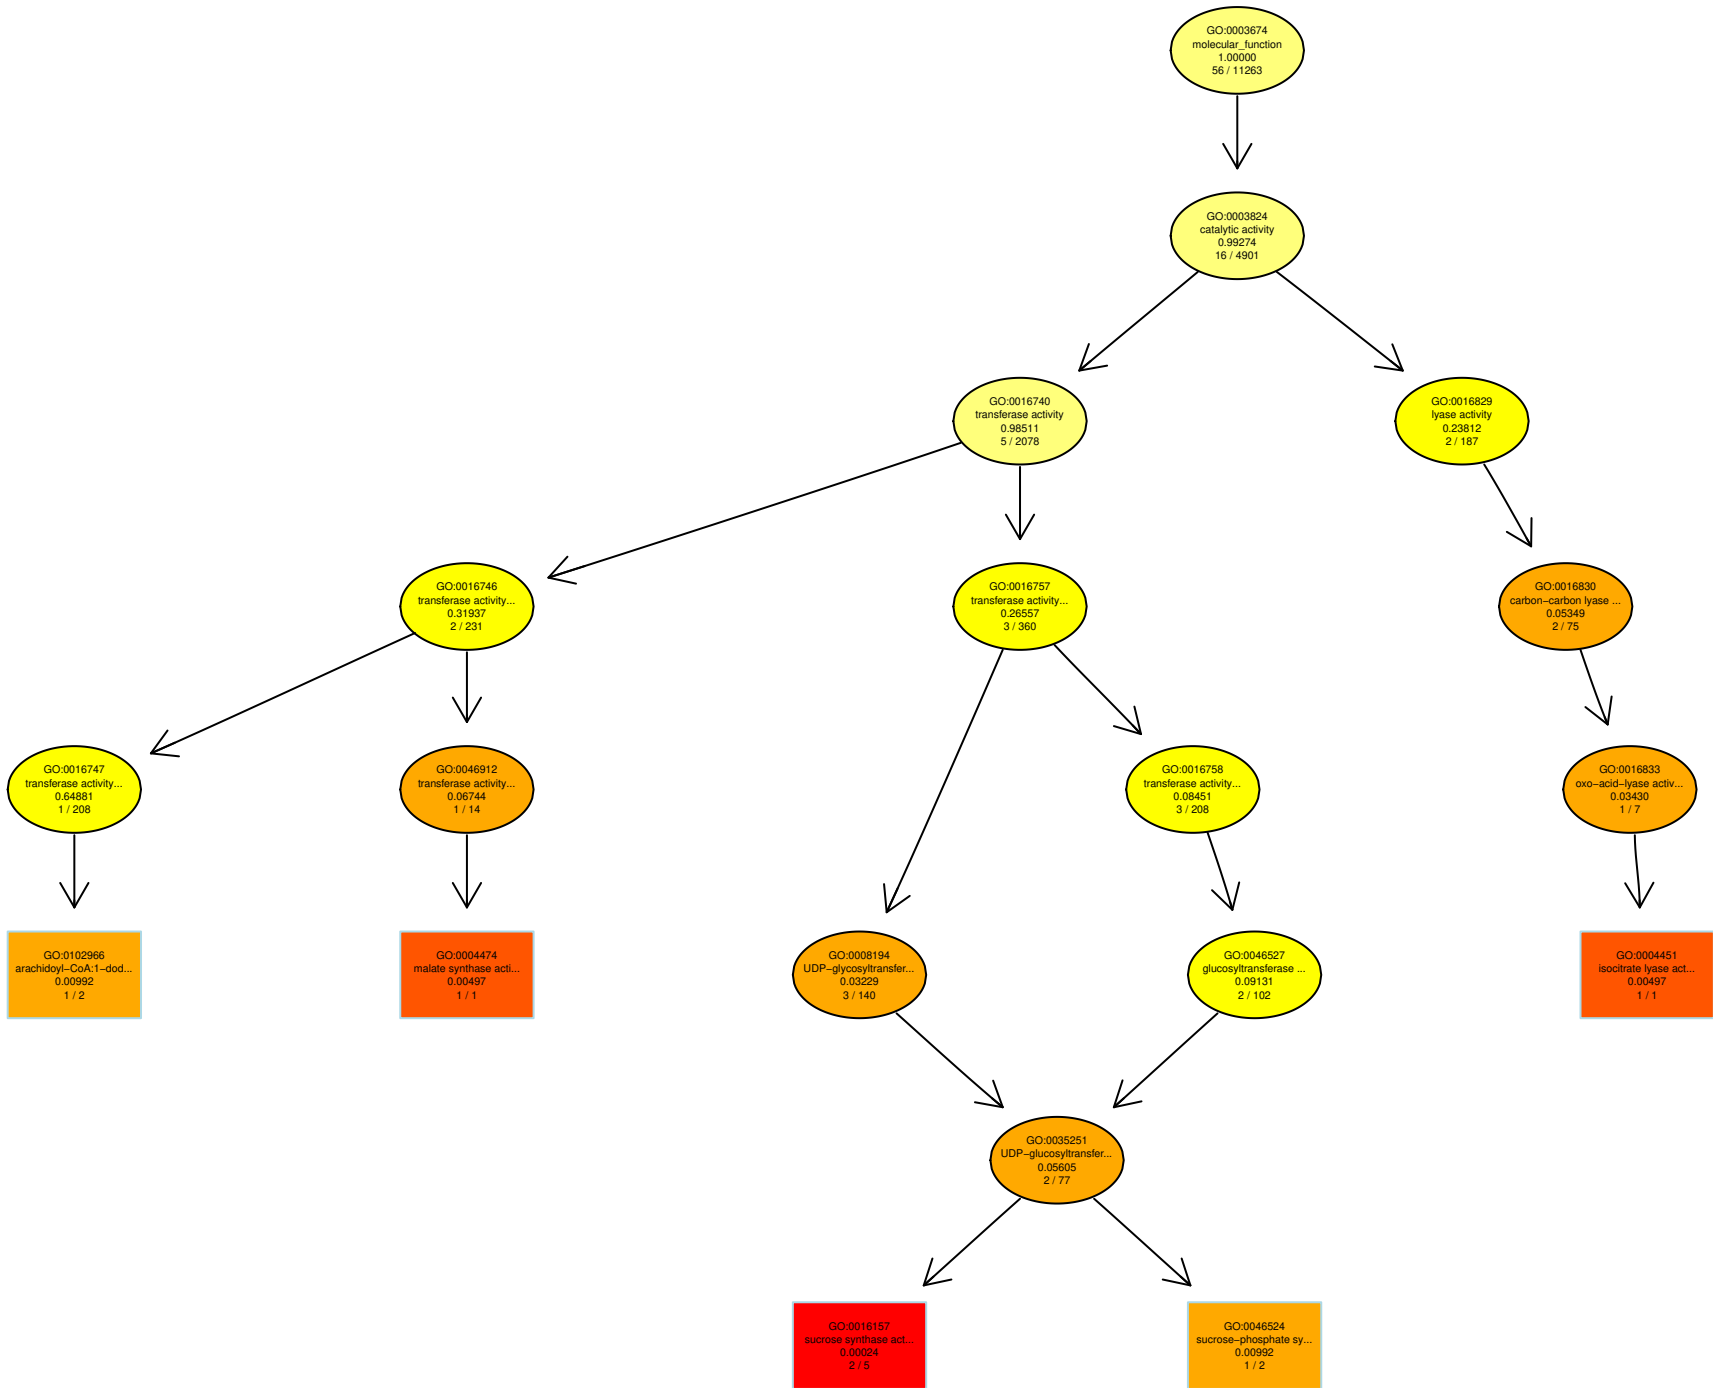 GO:0003674
molecular_function
1.00000
56 / 11263
GO:0003824
catalytic activity
0.99274
16 / 4901
GO:0016740
transferase activity
0.98511
5 / 2078
GO:0016829
lyase activity
0.23812
2 / 187
GO:0016746
transferase activity...
0.31937
2 / 231
GO:0016757
transferase activity...
0.26557
3 / 360
GO:0016830
carbon−carbon lyase ...
0.05349
2 / 75
GO:0016747
transferase activity...
0.64881
1 / 208
GO:0046912
transferase activity...
0.06744
1 / 14
GO:0016758
transferase activity...
0.08451
3 / 208
GO:0016833
oxo−acid−lyase activ...
0.03430
1 / 7
GO:0102966
arachidoyl−CoA:1−dod...
0.00992
1 / 2
GO:0004474
malate synthase acti...
0.00497
1 / 1
GO:0008194
UDP−glycosyltransfer...
0.03229
3 / 140
GO:0046527
glucosyltransferase ...
0.09131
2 / 102
GO:0004451
isocitrate lyase act...
0.00497
1 / 1
GO:0035251
UDP−glucosyltransfer...
0.05605
2 / 77
GO:0016157
sucrose synthase act...
0.00024
2 / 5
GO:0046524
sucrose−phosphate sy...
0.00992
1 / 2